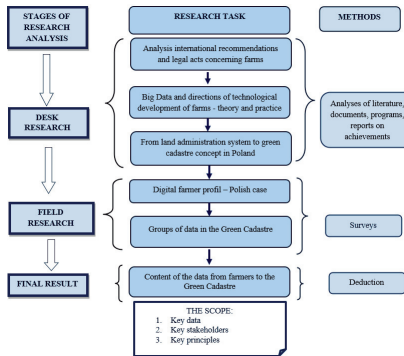 STAGES OF
RESEARCH
ANALYSIS
RESEARCH TASK
METHODS
Analysis international recommendations
and legal acts concerning farms
Big Data and directions of technological
development of farms - theory and practice
From land administration system to green
cadastre concept in Poland
DESK
RESEARCH
Analyses of literature,
documents, programs,
reports on
achievements
Digital farmer profil – Polish case
Groups of data in the Green Cadastre
FIELD
RESEARCH
Surveys
FINAL RESULT
Content of the data from farmers to the
Green Cadastre
Deduction
THE SCOPE:
1. Key data
2. Key stakeholders
3. Key principles